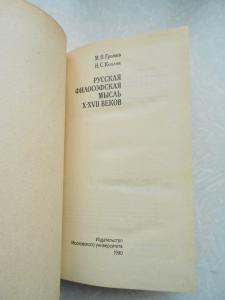 М. Н. Громов
Н. С. Козлов
РУССКАЯ
ФИЛОСОФСКАЯ
МЫСЛЬ
X-XVII ВЕКОВ
Издательство
Московского университета
1990